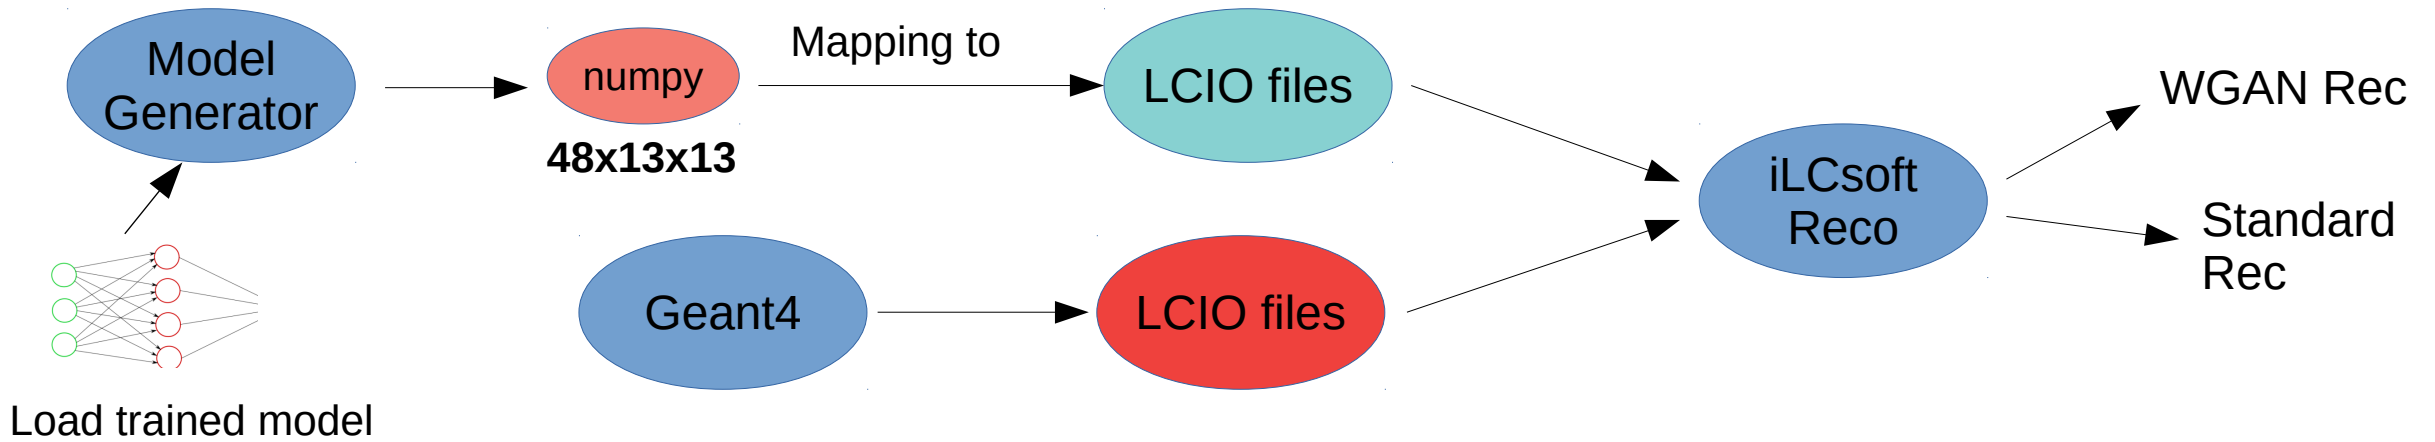 Model
Generator
numpy
48x13x13
Mapping to
LCIO files
WGAN Rec
iLCsoft
Reco
Standard
Rec
Geant4
LCIO files
Load trained model